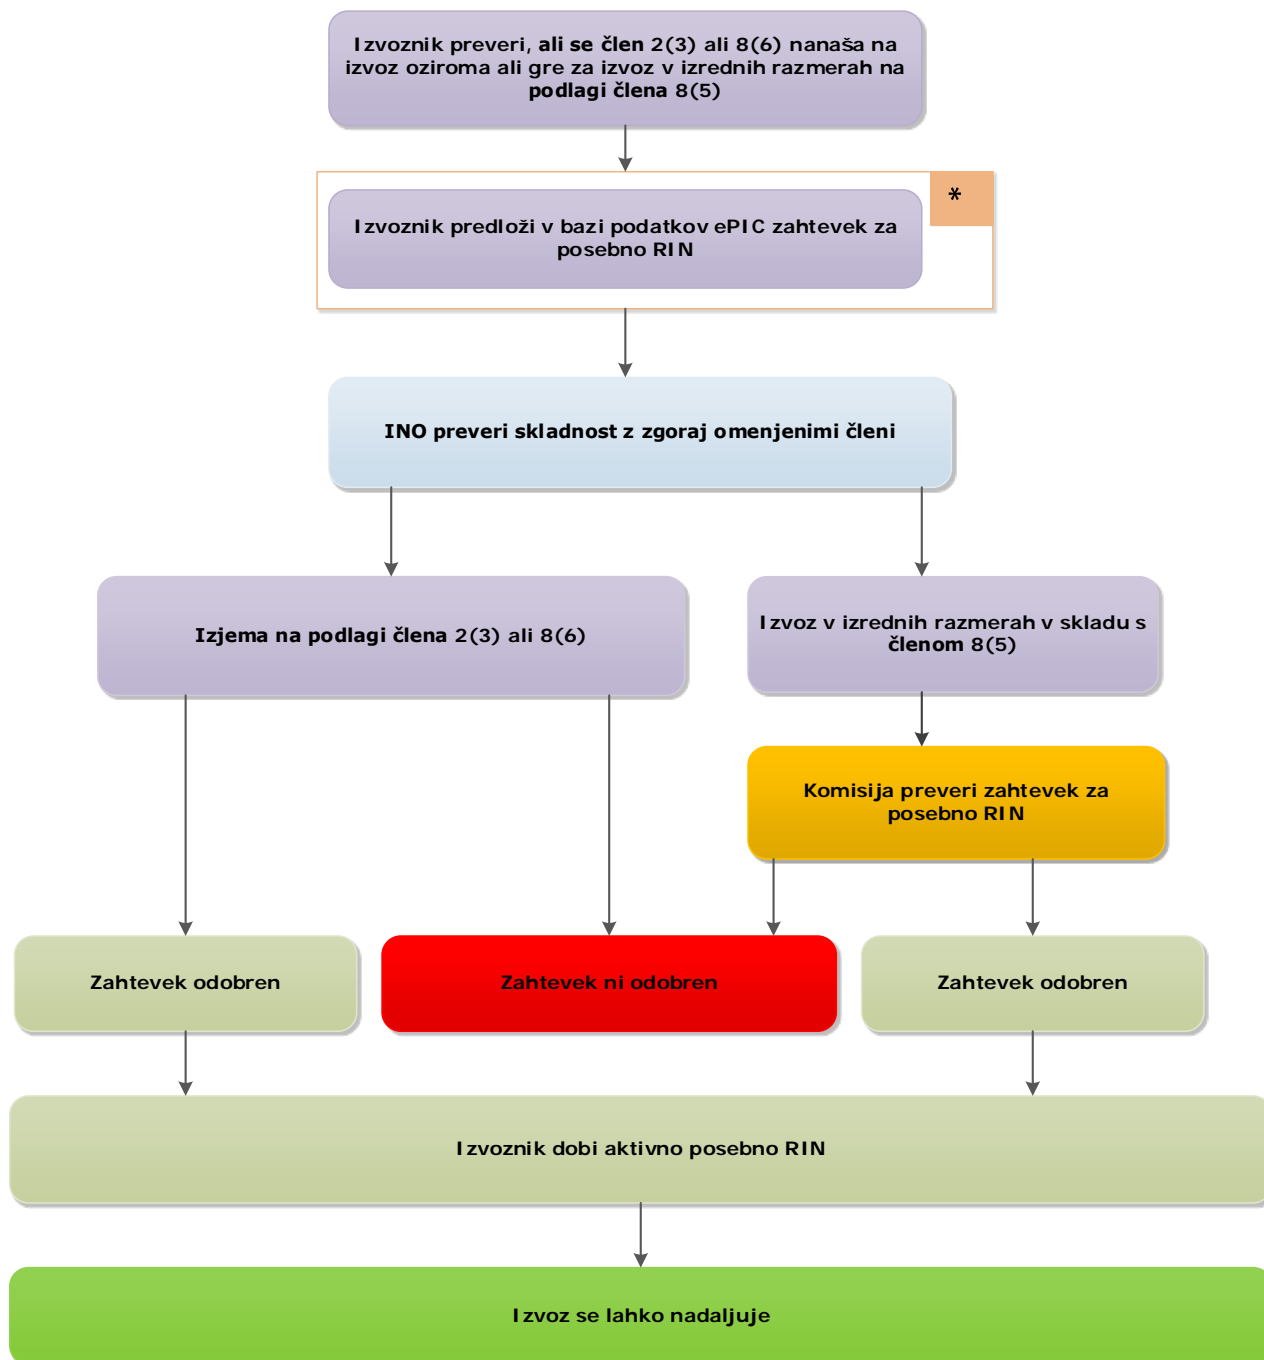 Izvoznik preveri, ali se člen 2(3) ali 8(6) nanaša na
izvoz oziroma ali gre za izvoz v izrednih razmerah na
podlagi člena 8(5)
*
Izvoznik predloži v bazi podatkov ePIC zahtevek za
posebno RIN
INO preveri skladnost z zgoraj omenjenimi členi
Izjema na podlagi člena 2(3) ali 8(6)
Izvoz v izrednih razmerah v skladu s
členom 8(5)
Komisija preveri zahtevek za
posebno RIN
Zahtevek odobren
Zahtevek ni odobren
Zahtevek odobren
Izvoznik dobi aktivno posebno RIN
Izvoz se lahko nadaljuje